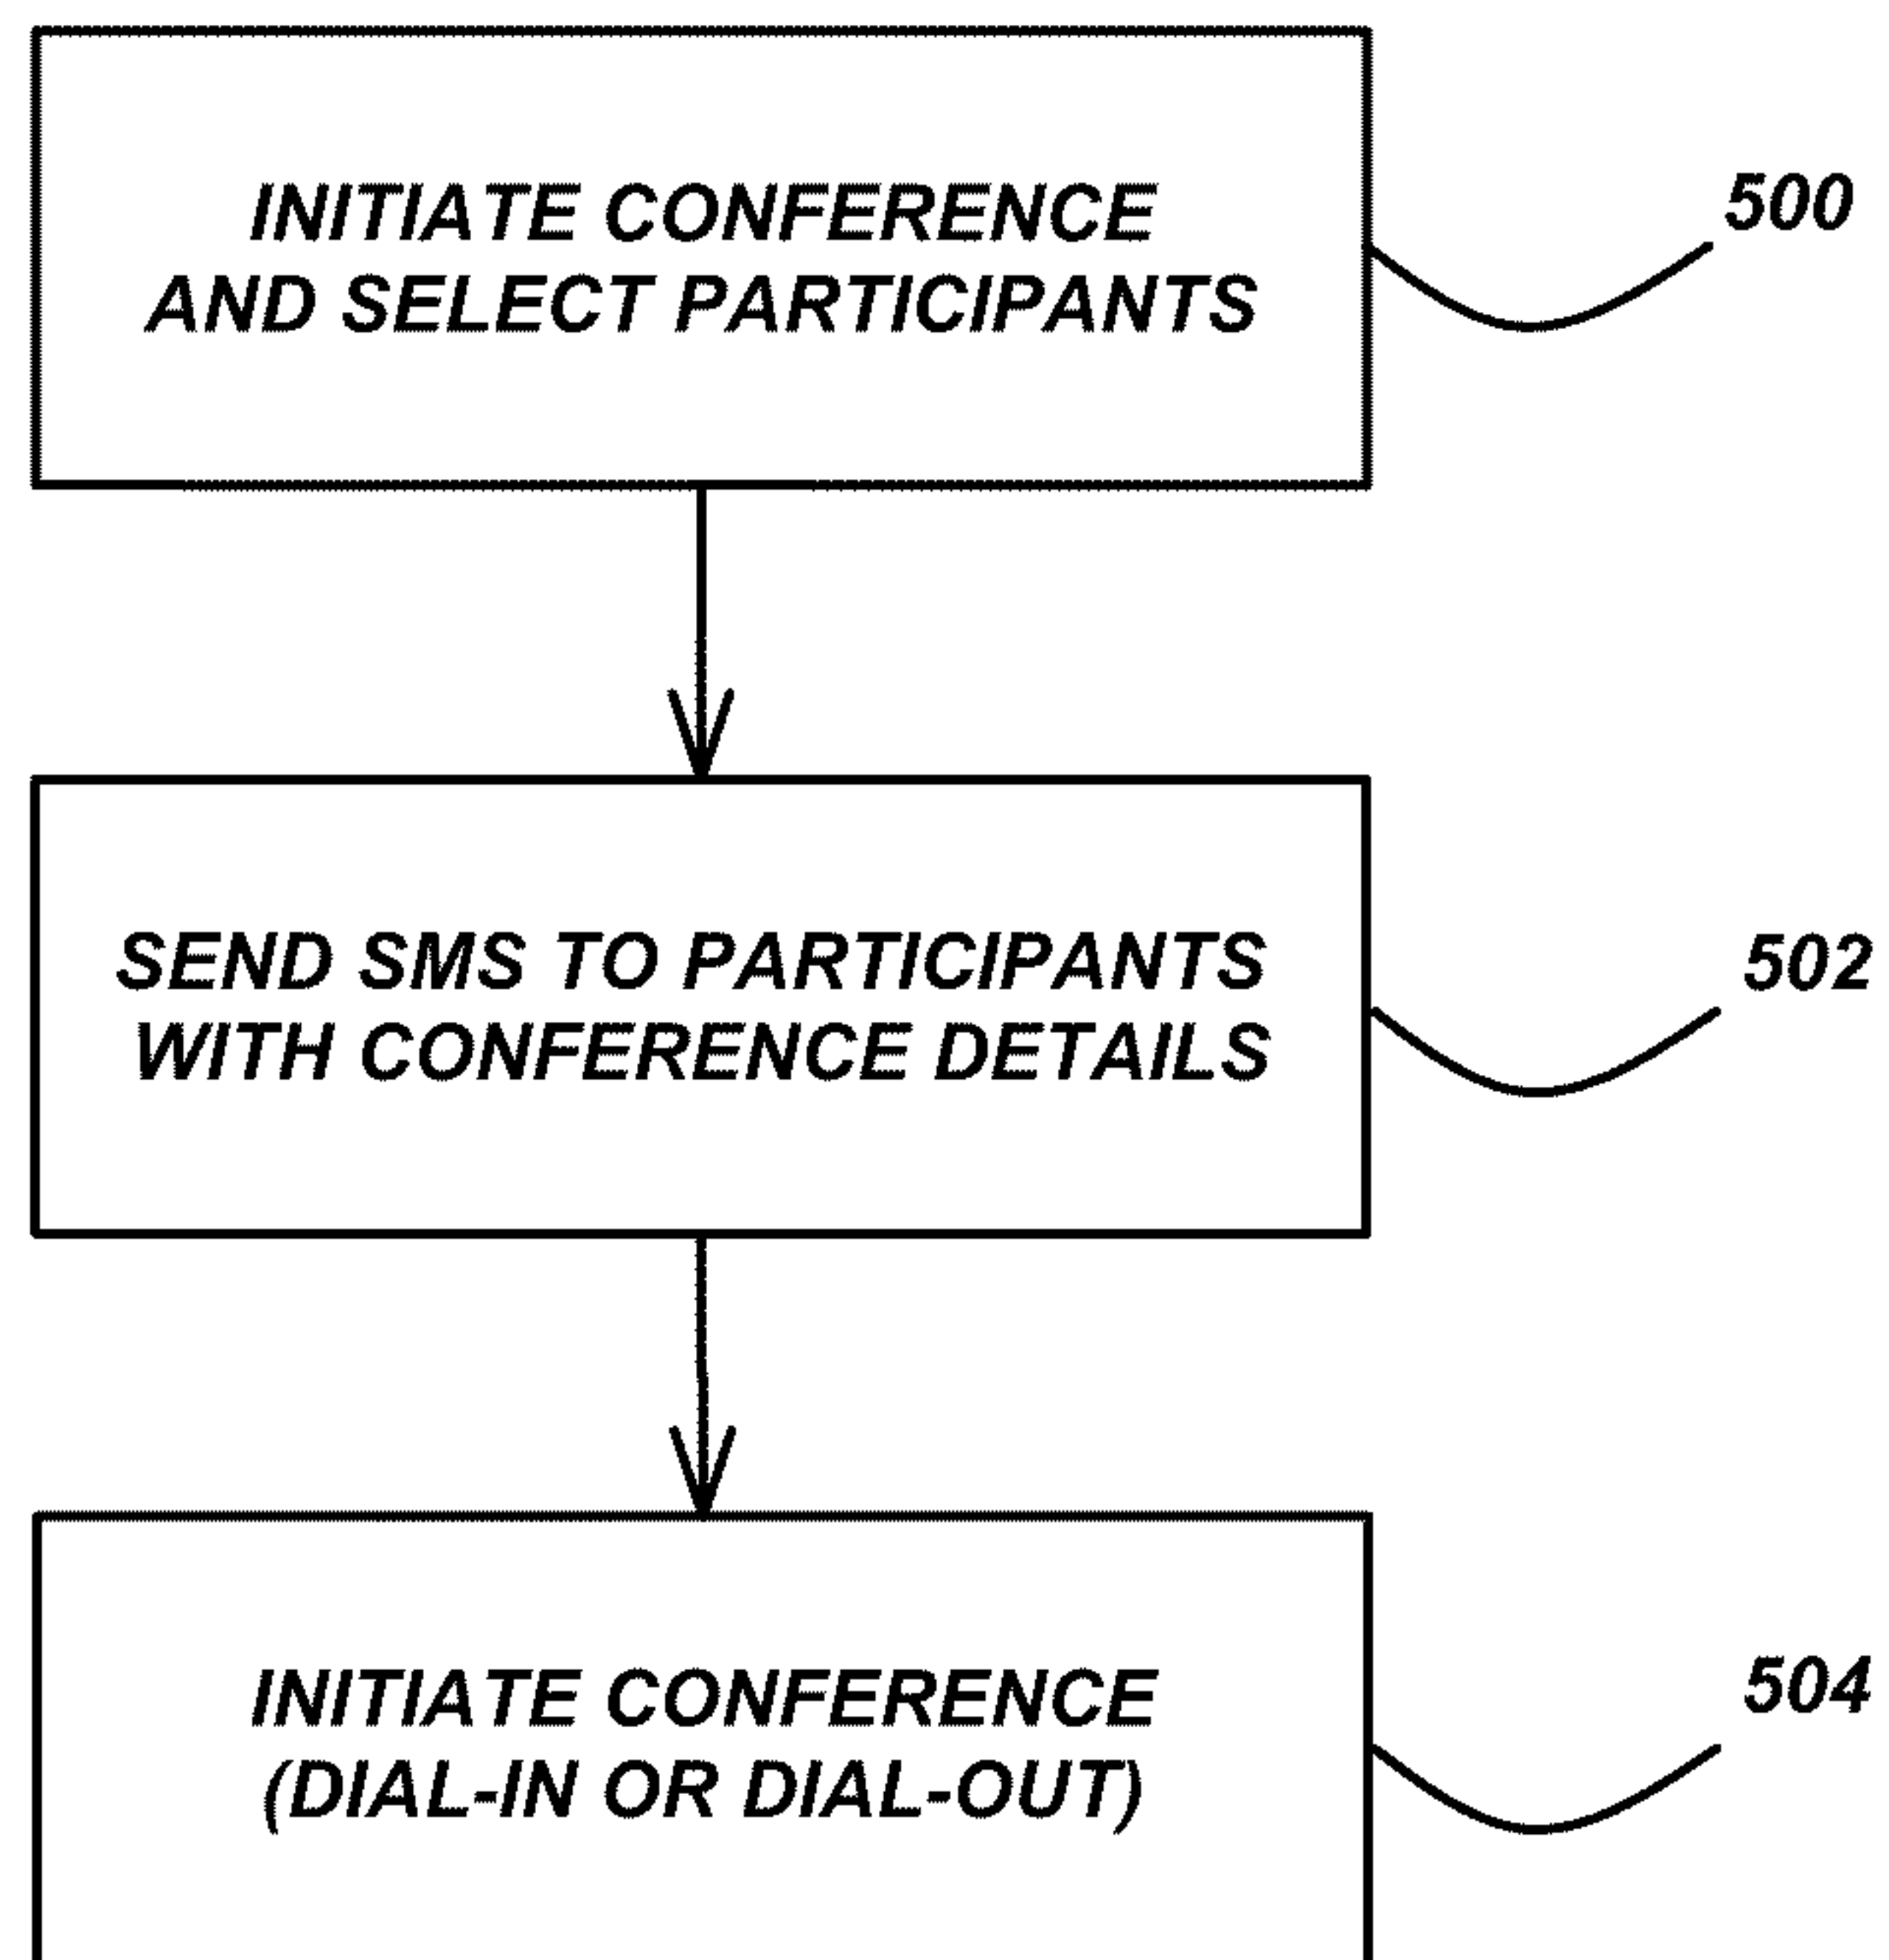 INITIATE CONFERENCE
AND SELECT PARTICIPANTS
500
SEND SMS TO PARTICIPANTS
WITH CONFERENCE DETAILS
502
INITIATE CONFERENCE
(DIAL-IN OR DIAL-OUT)
504